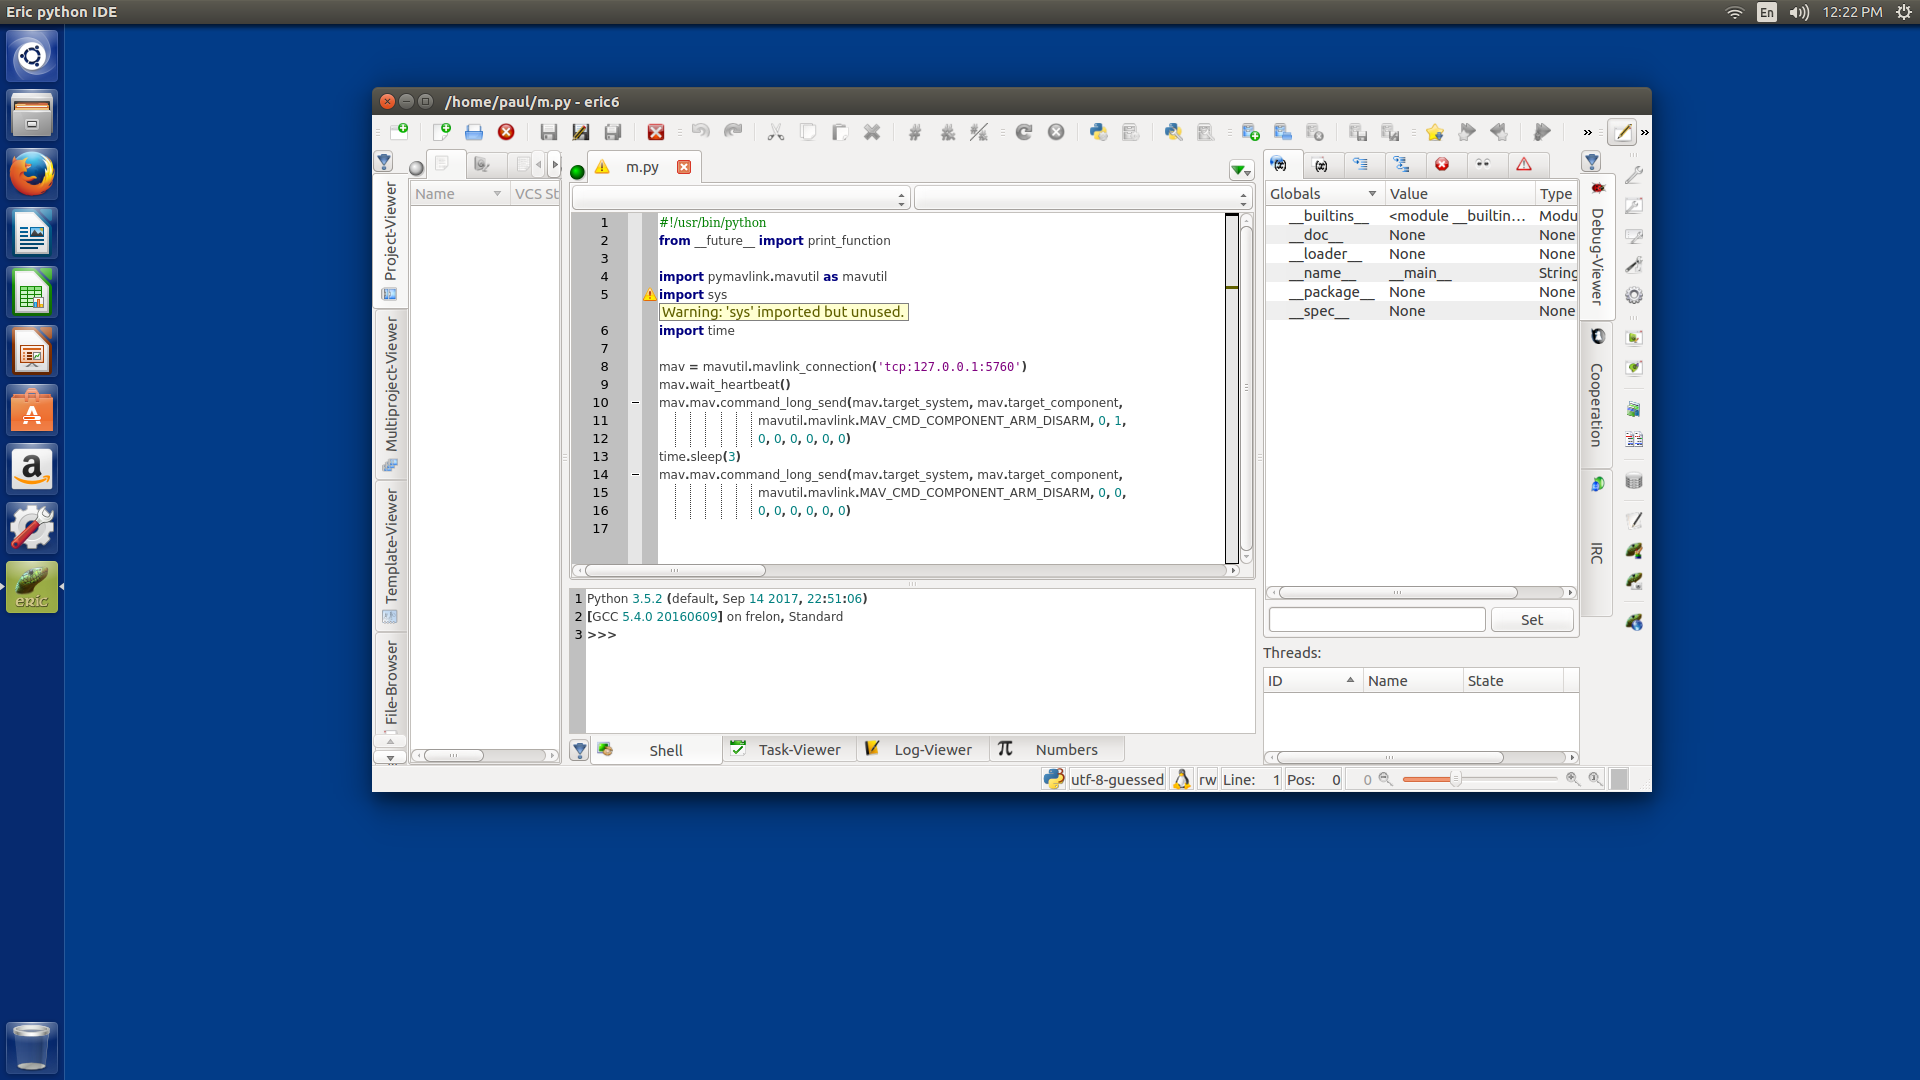 Eric python IDE
En
12:22 PM
/home/paul/m.py - eric6
m.py
Name
VCS St
Project-Viewer
Multiproject-Viewer
Template-Viewer
File-Browser
1 #!/usr/bin/python
2 from __future__ import print_function
3
4 import pymavlink.mavutil as mavutil
5 import sys
Warning: 'sys' imported but unused.
6 import time
7
8 mav = mavutil.mavlink_connection('tcp:127.0.0.1:5760')
9 mav.wait_heartbeat()
10 mav.mav.command_long_send(mav.target_system, mav.target_component,
11 mavutil.mavlink.MAV_CMD_COMPONENT_ARM_DISARM, 0, 1,
12 0, 0, 0, 0, 0, 0)
13 time.sleep(3)
14 mav.mav.command_long_send(mav.target_system, mav.target_component,
15 mavutil.mavlink.MAV_CMD_COMPONENT_ARM_DISARM, 0, 0,
16 0, 0, 0, 0, 0, 0)
17
1 Python 3.5.2 (default, Sep 14 2017, 22:51:06)
2 [GCC 5.4.0 20160609] on frelon, Standard
3 >>>
Shell
Task-Viewer
Log-Viewer
Numbers
Globals Value Type
__builtins__ <module __builtin... Modu
__doc__ None None
__loader__ None None
__name__ __main__ String
__package__ None None
__spec__ None None
Set
Threads:
ID Name State
Debug-Viewer
Cooperation
IRC
utf-8-guessed
rw
Line: 1
Pos: 0
0
eric